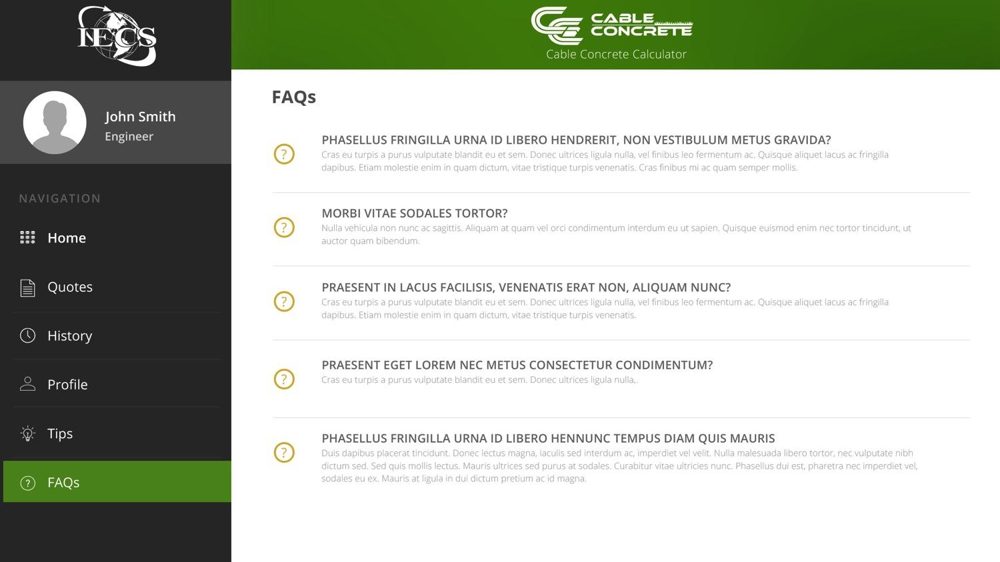 IECS
CABLE
CONCRETE
Cable Concrete Calculator
John Smith
Engineer
NAVIGATION
Home
Quotes
History
Profile
Tips
FAQs
FAQs
PHASELLUS FRINGILLA URNA ID LIBERO HENDRERIT, NON VESTIBULUM METUS GRAVIDA?
Cras eu turpis a purus vulputate blandit eu et sem. Donec ultrices ligula nulla, vel finibus leo fermentum ac. Quisque aliquet lacus ac fringilla
dapibus. Etiam molestie enim in quam dictum, vitae tristique turpis venenatis. Cras finibus mi ac quam semper mollis.
MORBI VITAE SODALES TORTOR?
Nulla vehicula non nunc ac sagittis. Aliquam at quam vel orci condimentum interdum eu ut sapien. Quisque euismod enim nec tortor tincidunt, ut
auctor quam bibendum.
PRAESENT IN LACUS FACILISIS, VENENATIS ERAT NON, ALIQUAM NUNC?
Cras eu turpis a purus vulputate blandit eu et sem. Donec ultrices ligula nulla, vel finibus leo fermentum ac. Quisque aliquet lacus ac fringilla
dapibus. Etiam molestie enim in quam dictum, vitae tristique turpis venenatis.
PRAESENT EGET LOREM NEC METUS CONSECTETUR CONDIMENTUM?
Cras eu turpis a purus vulputate blandit eu et sem. Donec ultrices ligula nulla,.
PHASELLUS FRINGILLA URNA ID LIBERO HENNUNC TEMPUS DIAM QUIS MAURIS
Duis dapibus placerat tincidunt. Donec lectus magna, iaculis sed interdum ac, imperdiet vel velit. Nulla malesuada libero tortor, nec vulputate nibh
dictum sed. Sed quis mollis lectus. Mauris ultrices sed purus at sodales. Curabitur vitae ultricies nunc. Phasellus dui est, pharetra nec imperdiet vel,
sodales eu ex. Mauris at ligula in dui dictum pretium ac id magna.